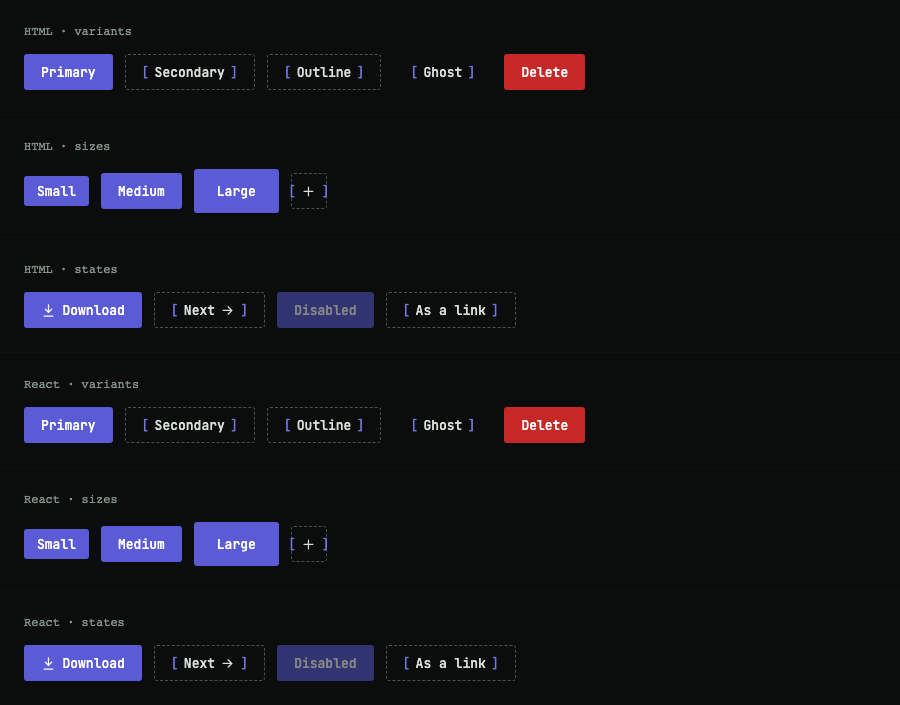 HTML · variants
Primary [ Secondary ] [ Outline ] [ Ghost ] Delete
HTML · sizes
Small Medium Large [ + ]
HTML · states
Download [ Next → ] Disabled [ As a link ]
React · variants
Primary [ Secondary ] [ Outline ] [ Ghost ] Delete
React · sizes
Small Medium Large [ + ]
React · states
Download [ Next → ] Disabled [ As a link ]